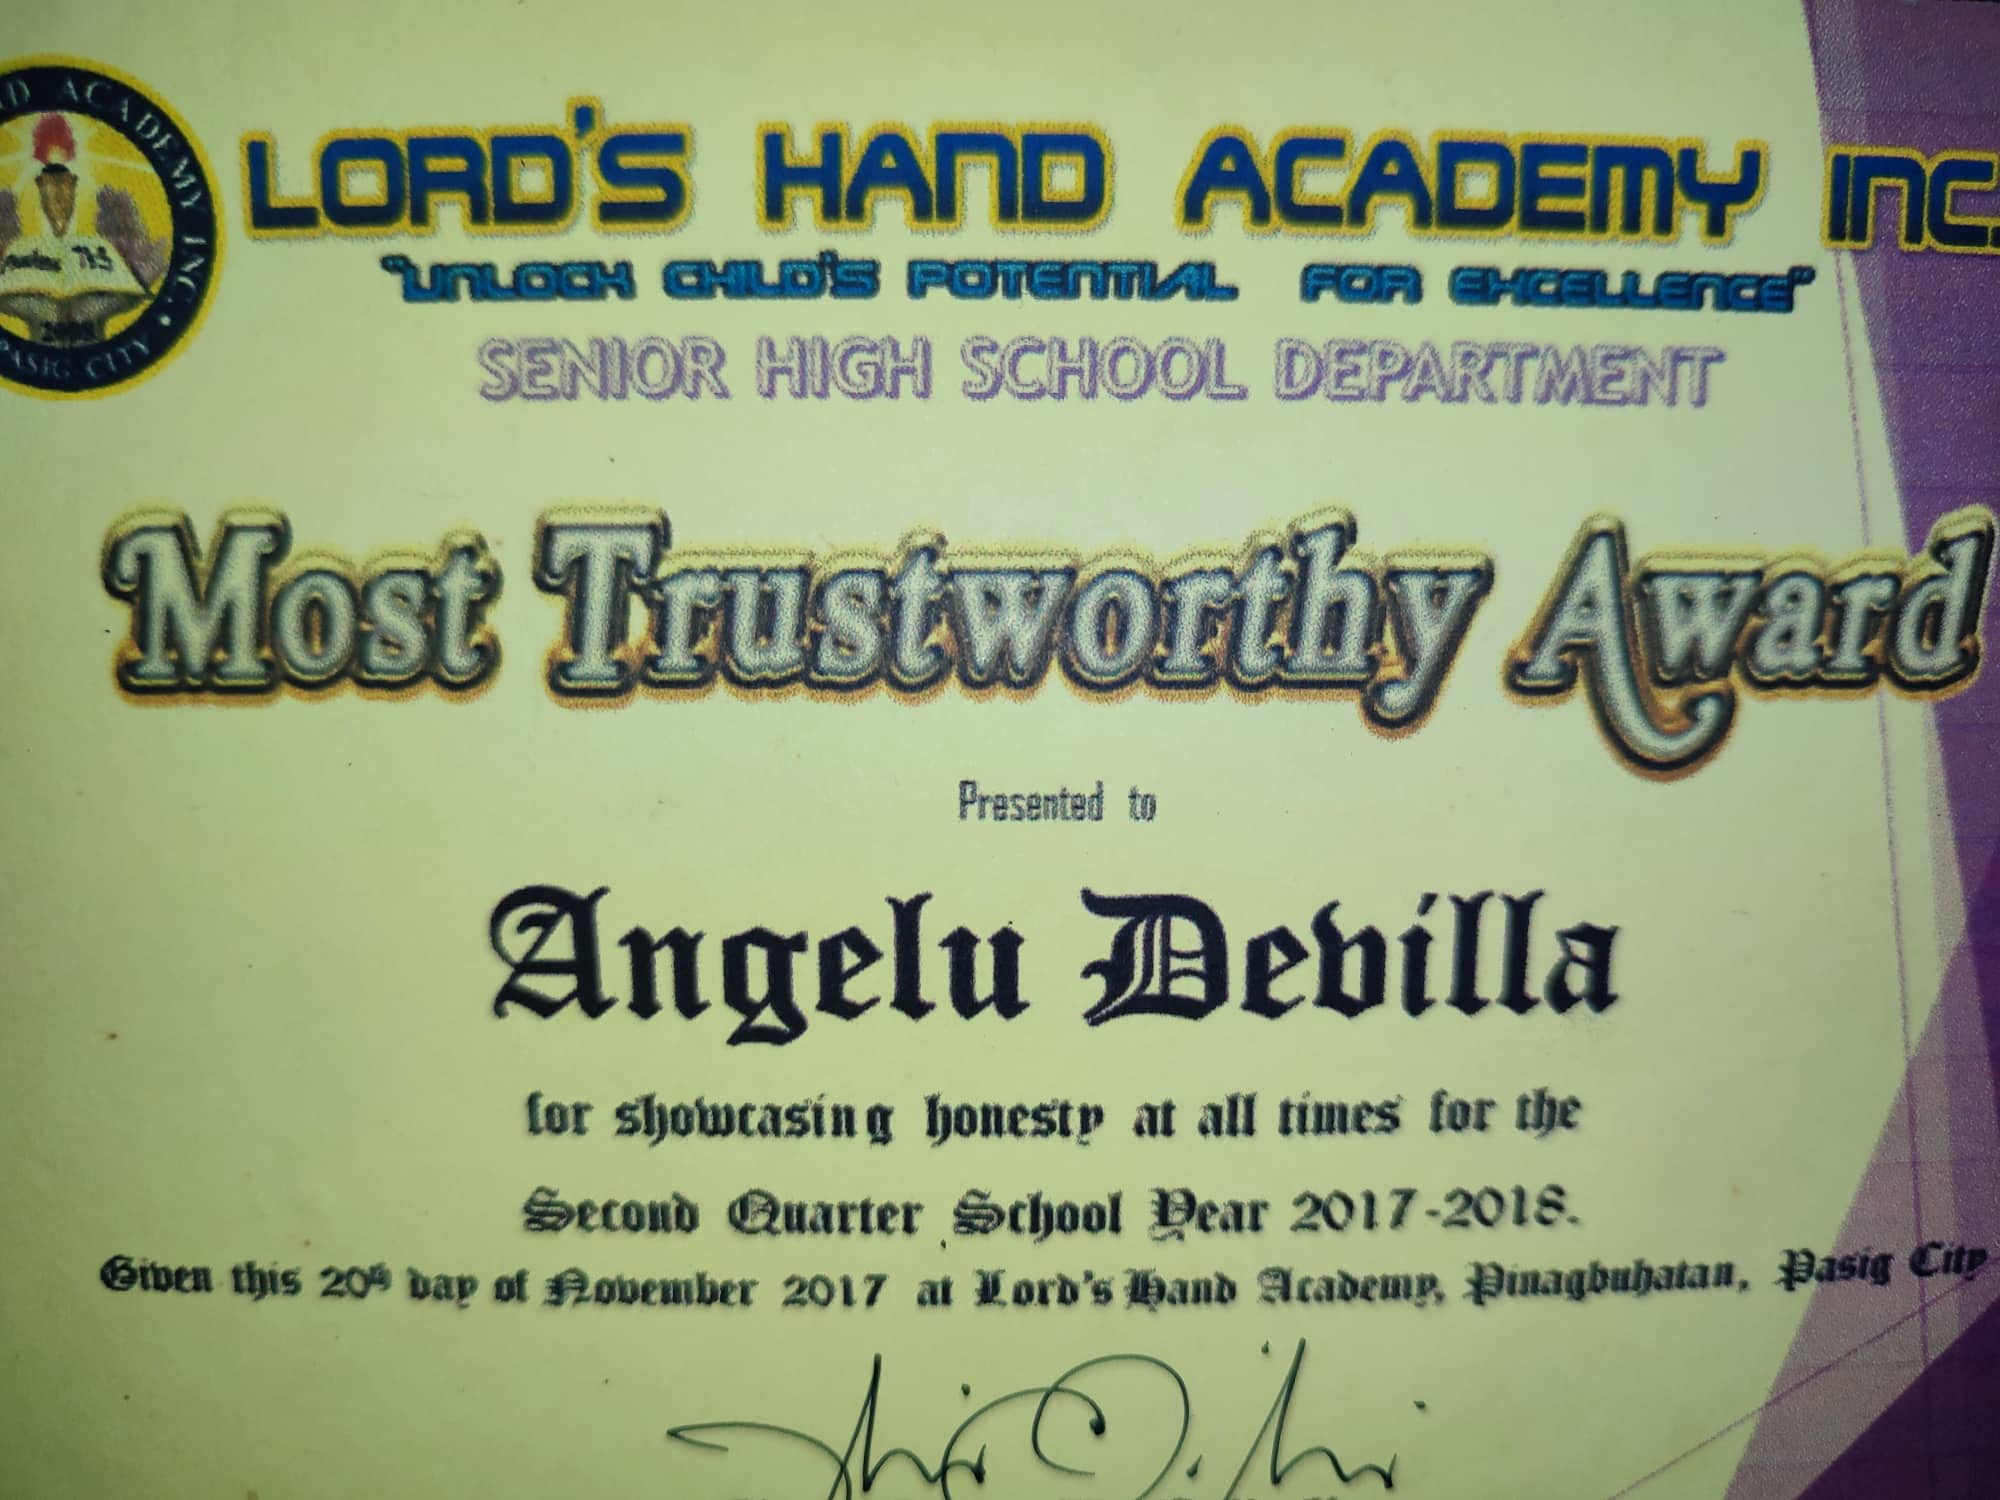 ACADEMY INC.
PASIG CITY
LORD'S HAND ACADEMY INC.
"UNLOCK CHILD'S POTENTIAL FOR EXCELLENCE"
SENIOR HIGH SCHOOL DEPARTMENT
Most Trustworthy Award
Presented to
Angelu Devilla
for showcasing honesty at all times for the
Second Quarter School Year 2017-2018.
Given this 20th day of November 2017 at Lord's Hand Academy, Pinagbuhatan, Pasig City